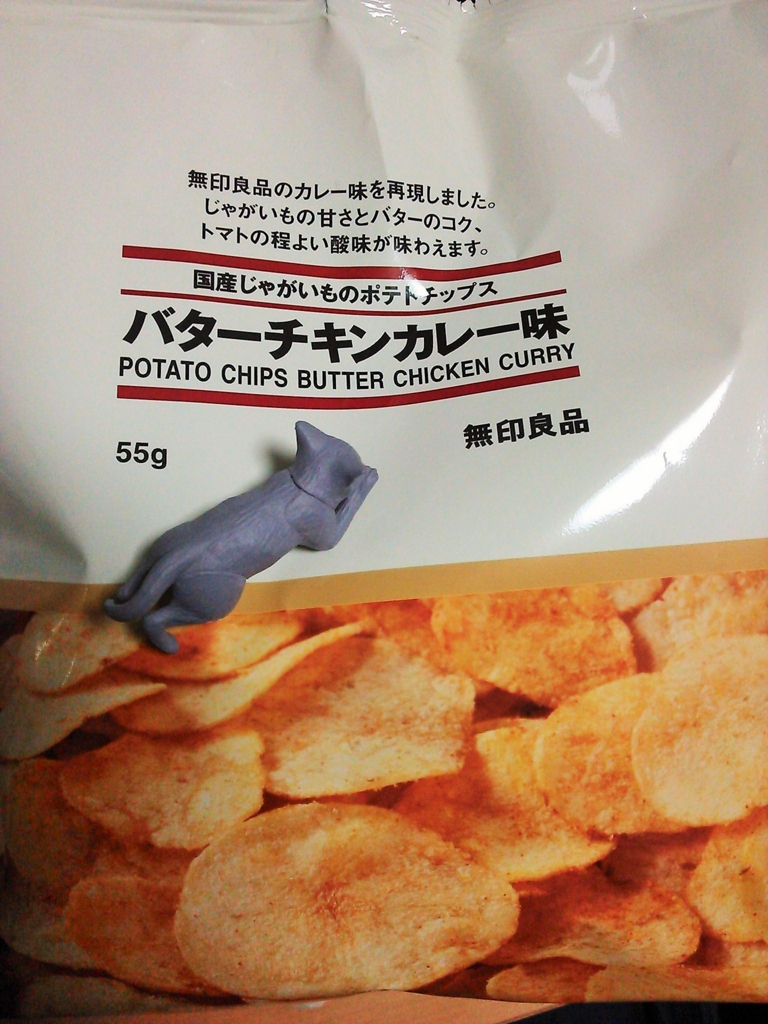 無印良品のカレー味を再現しました。
じゃがいもの甘さとバターのコク、
トマトの程よい酸味が味わえます。
国産じゃがいものポテトチップス
バターチキンカレー味
POTATO CHIPS BUTTER CHICKEN CURRY
無印良品
55g